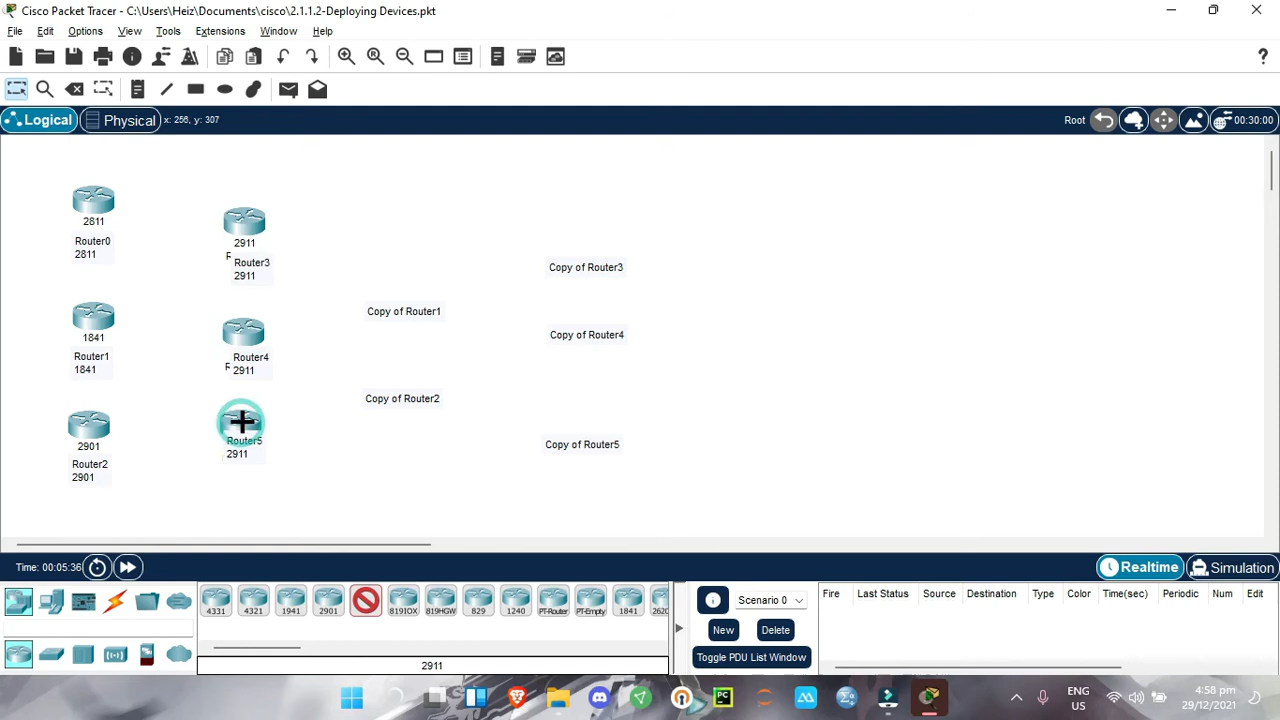 Cisco Packet Tracer - C:\Users\Heiz\Documents\cisco\2.1.1.2-Deploying Devices.pkt
File Edit Options View Tools Extensions Window Help
Logical Physical x: 256, y: 307 Root 00:30:00
2811
Router0
2811
2911
Router3
2911
Copy of Router3
1841
Router1
1841
Router4
2911
Copy of Router1
Copy of Router4
2901
Router2
2901
Router5
2911
Copy of Router2
Copy of Router5
Time: 00:05:36 Realtime Simulation
4331 4321 1941 2901 819IOX 819HGW 829 1240 PT-Router PT-Empty 1841 2620
2911
Scenario 0
New Delete
Toggle PDU List Window
Fire Last Status Source Destination Type Color Time(sec) Periodic Num Edit
ENG
US
4:58 pm
29/12/2021